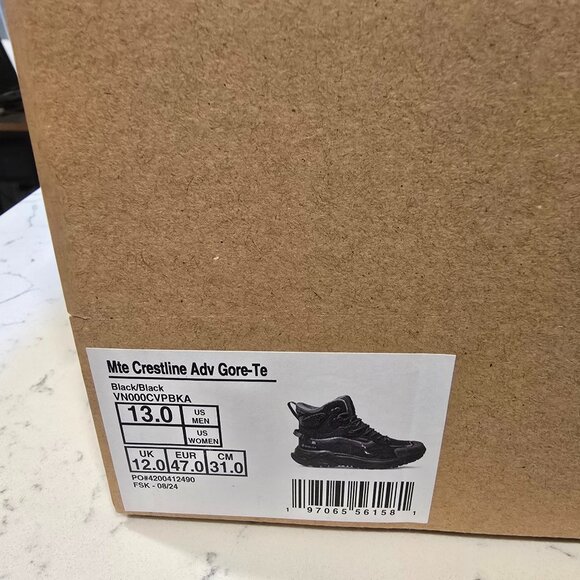 Mte Crestline Adv Gore-Te
Black/Black
VN000CVPBKA
13.0 US MEN
US WOMEN
UK EUR CM
12.0 47.0 31.0
PO#4200412490
FSK - 08/24
1 97065 56158 1